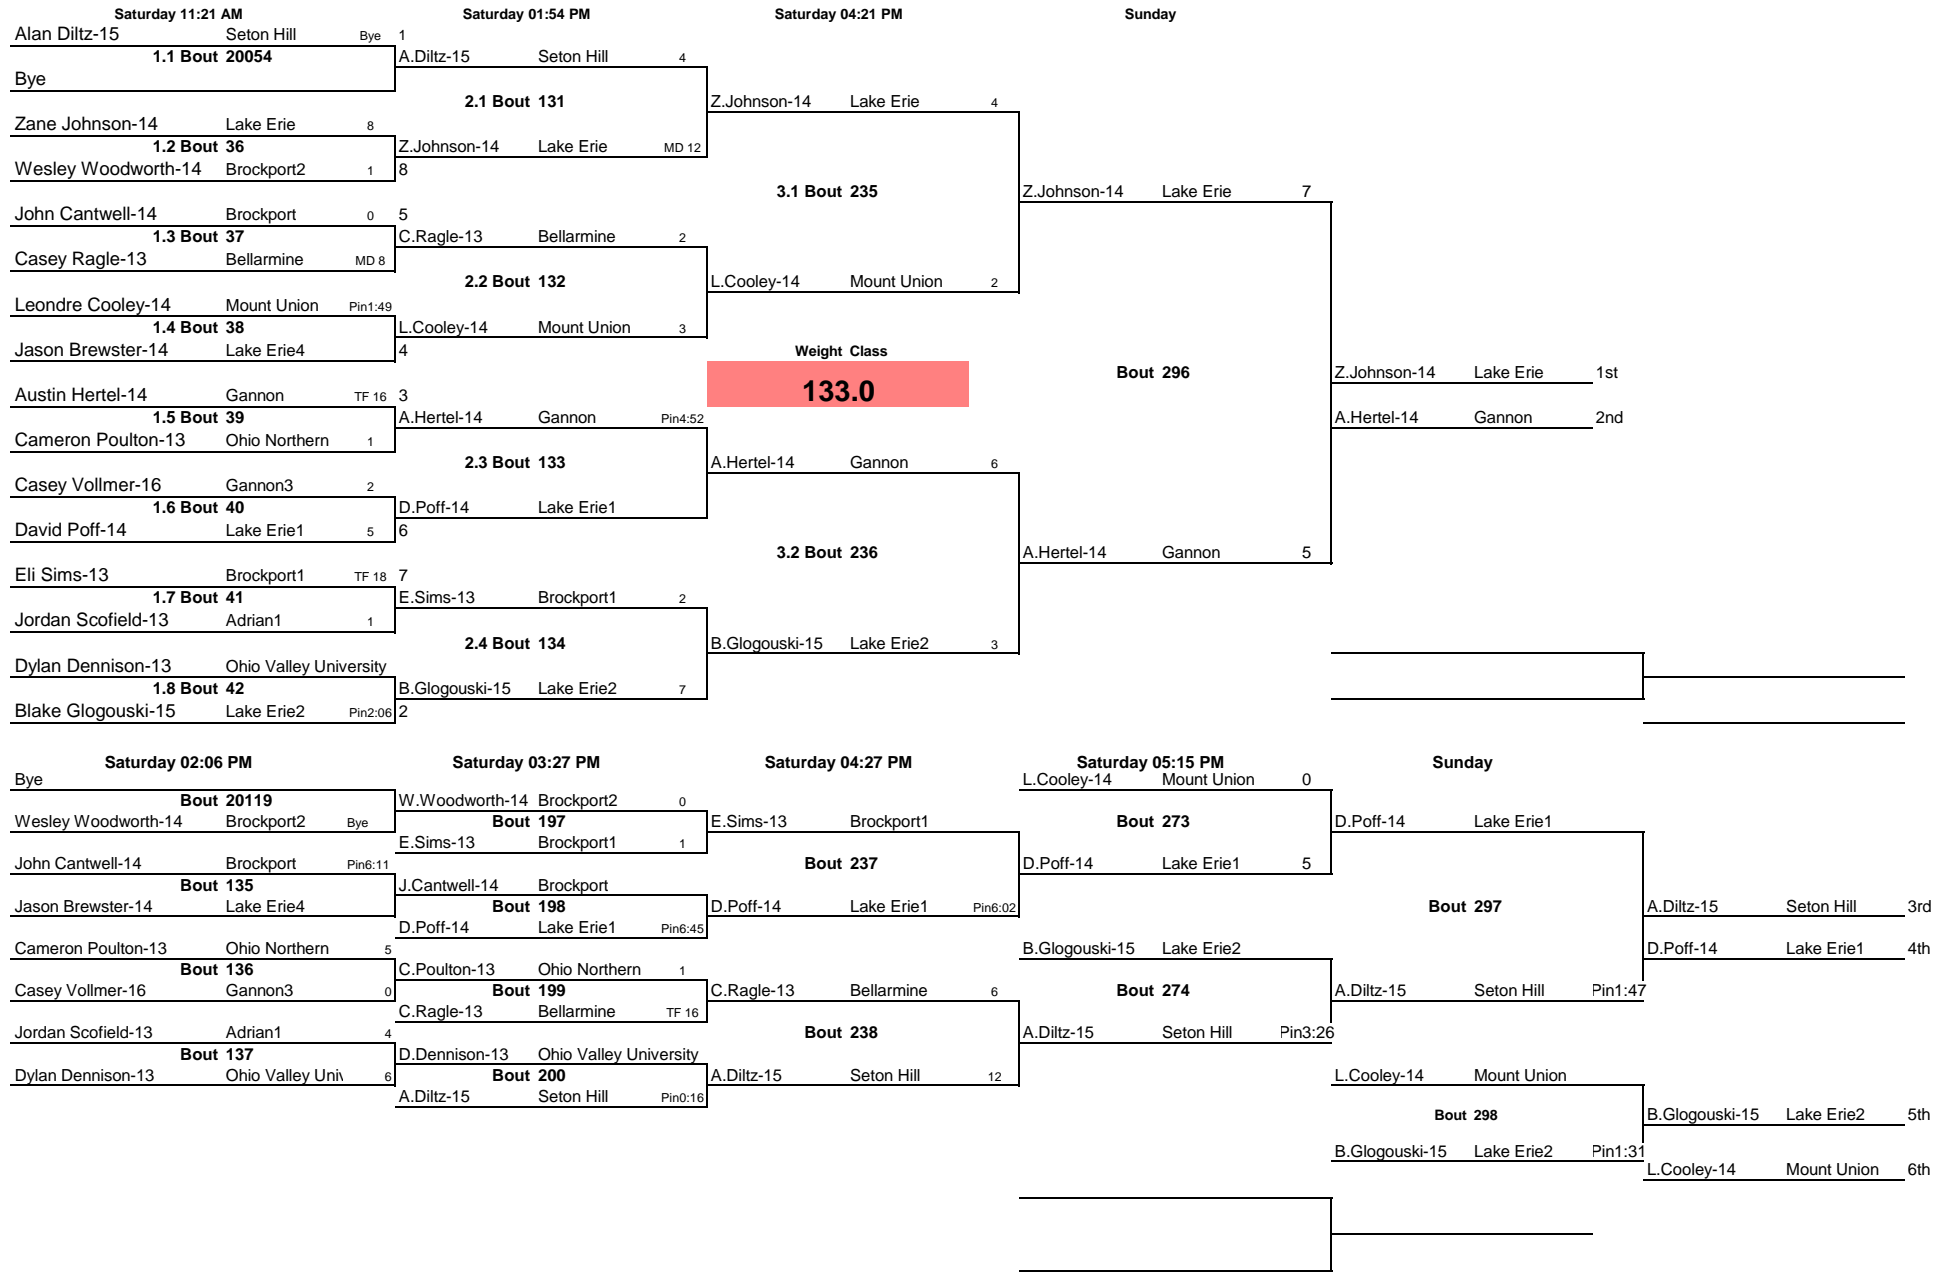 Saturday 11:21 AM Saturday 01:54 PM Saturday 04:21 PM Sunday
Alan Diltz-15 Seton Hill Bye 1
1.1 Bout 20054 A.Diltz-15 Seton Hill 4
Bye
2.1 Bout 131 Z.Johnson-14 Lake Erie 4
Zane Johnson-14 Lake Erie 8
1.2 Bout 36 Z.Johnson-14 Lake Erie MD 12
Wesley Woodworth-14 Brockport2 1 8
3.1 Bout 235 Z.Johnson-14 Lake Erie 7
John Cantwell-14 Brockport 0 5
1.3 Bout 37 C.Ragle-13 Bellarmine 2
Casey Ragle-13 Bellarmine MD 8
2.2 Bout 132 L.Cooley-14 Mount Union 2
Leondre Cooley-14 Mount Union Pin1:49
1.4 Bout 38 L.Cooley-14 Mount Union 3
Jason Brewster-14 Lake Erie4 4 Weight Class
Bout 296 Z.Johnson-14 Lake Erie 1st
Austin Hertel-14 Gannon TF 16 3 133.0
1.5 Bout 39 A.Hertel-14 Gannon Pin4:52 A.Hertel-14 Gannon 2nd
Cameron Poulton-13 Ohio Northern 1
2.3 Bout 133 A.Hertel-14 Gannon 6
Casey Vollmer-16 Gannon3 2
1.6 Bout 40 D.Poff-14 Lake Erie1
David Poff-14 Lake Erie1 5 6
3.2 Bout 236 A.Hertel-14 Gannon 5
Eli Sims-13 Brockport1 TF 18 7
1.7 Bout 41 E.Sims-13 Brockport1 2
Jordan Scofield-13 Adrian1 1
2.4 Bout 134 B.Glogouski-15 Lake Erie2 3
Dylan Dennison-13 Ohio Valley University
1.8 Bout 42 B.Glogouski-15 Lake Erie2 7
Blake Glogouski-15 Lake Erie2 Pin2:06 2
Saturday 02:06 PM Saturday 03:27 PM Saturday 04:27 PM Saturday 05:15 PM Sunday
Bye L.Cooley-14 Mount Union 0
Bout 20119 W.Woodworth-14 Brockport2 0
Wesley Woodworth-14 Brockport2 Bye Bout 197 E.Sims-13 Brockport1 Bout 273 D.Poff-14 Lake Erie1
E.Sims-13 Brockport1 1
John Cantwell-14 Brockport Pin6:11 Bout 237 D.Poff-14 Lake Erie1 5
Bout 135 J.Cantwell-14 Brockport
Jason Brewster-14 Lake Erie4 Bout 198 D.Poff-14 Lake Erie1 Pin6:02 Bout 297 A.Diltz-15 Seton Hill 3rd
D.Poff-14 Lake Erie1 Pin6:45
Cameron Poulton-13 Ohio Northern 5 B.Glogouski-15 Lake Erie2 D.Poff-14 Lake Erie1 4th
Bout 136 C.Poulton-13 Ohio Northern 1
Casey Vollmer-16 Gannon3 0 Bout 199 C.Ragle-13 Bellarmine 6 Bout 274 A.Diltz-15 Seton Hill Pin1:47
C.Ragle-13 Bellarmine TF 16
Jordan Scofield-13 Adrian1 4 Bout 238 A.Diltz-15 Seton Hill Pin3:26
Bout 137 D.Dennison-13 Ohio Valley University
Dylan Dennison-13 Ohio Valley Univ 6 Bout 200 A.Diltz-15 Seton Hill 12 L.Cooley-14 Mount Union
A.Diltz-15 Seton Hill Pin0:16
Bout 298 B.Glogouski-15 Lake Erie2 5th
B.Glogouski-15 Lake Erie2 Pin1:31
L.Cooley-14 Mount Union 6th